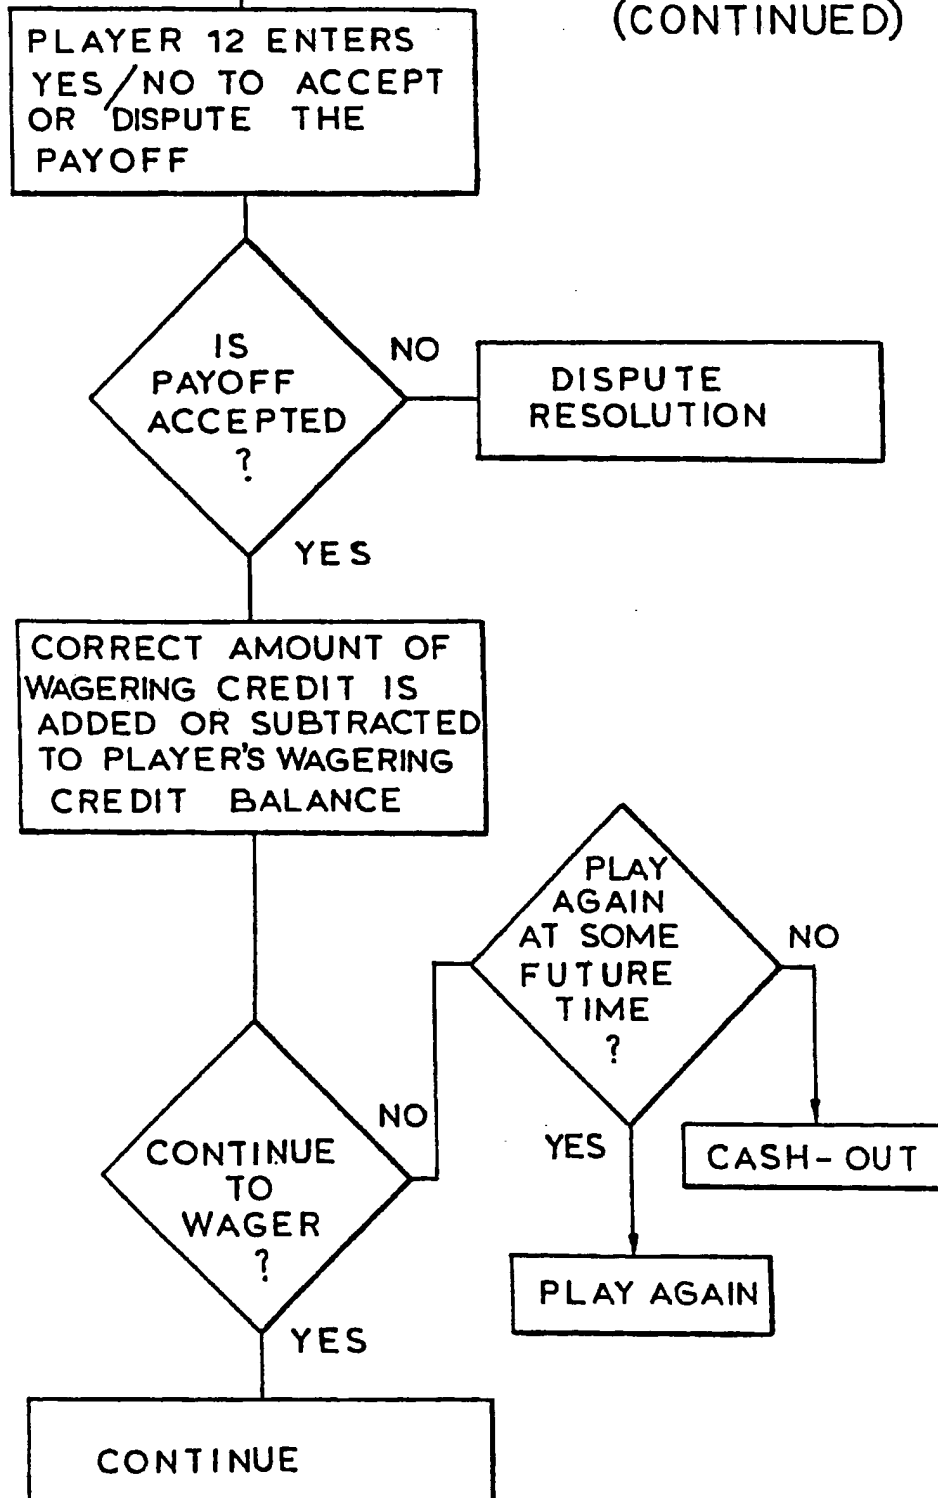 (CONTINUED)
PLAYER 12 ENTERS
YES/NO TO ACCEPT
OR DISPUTE THE
PAYOFF
IS
PAYOFF
ACCEPTED
?
NO
DISPUTE
RESOLUTION
YES
CORRECT AMOUNT OF
WAGERING CREDIT IS
ADDED OR SUBTRACTED
TO PLAYER'S WAGERING
CREDIT BALANCE
PLAY
AGAIN
AT SOME
FUTURE
TIME
?
NO
CASH-OUT
YES
PLAY AGAIN
CONTINUE
TO
WAGER
?
NO
YES
CONTINUE